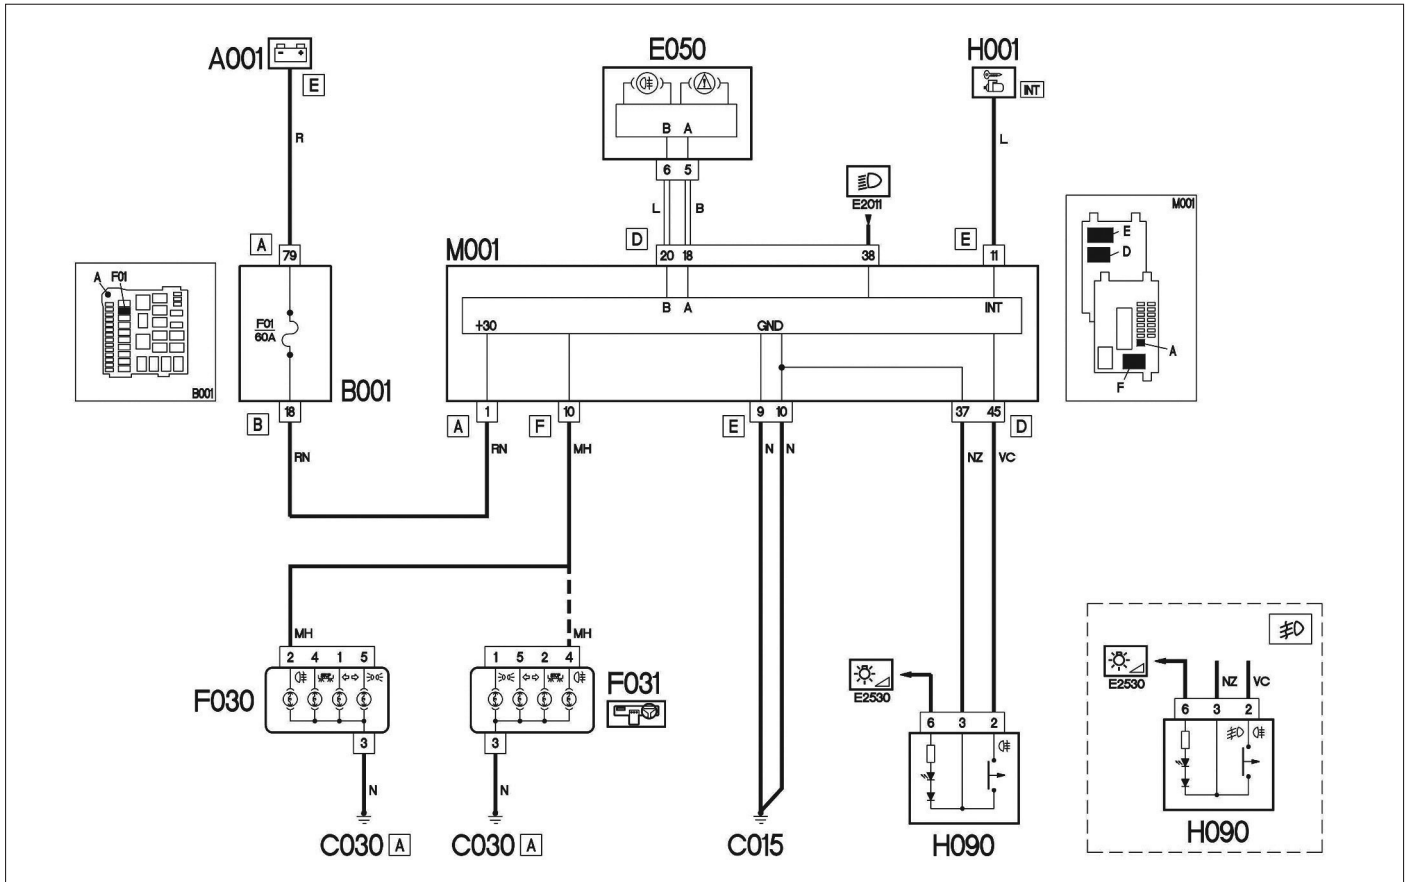 A001
E
R
E050
B A
6 5
L B
H001
INT
L
E2011
M001
E
D
A
F
A
79
A F01
B001
F01
60A
B001
18
B
RN
M001
D
20 18
38
E
11
B A
INT
+30
GND
A
1
F
10
E
9 10
37 45
D
RN
MH
N N
NZ VC
MH
MH
2 4 1 5
F030
3
N
C030 A
1 5 2 4
F031
3
N
C030 A
C015
E2530
6 3 2
H090
E2530
NZ VC
6 3 2
H090